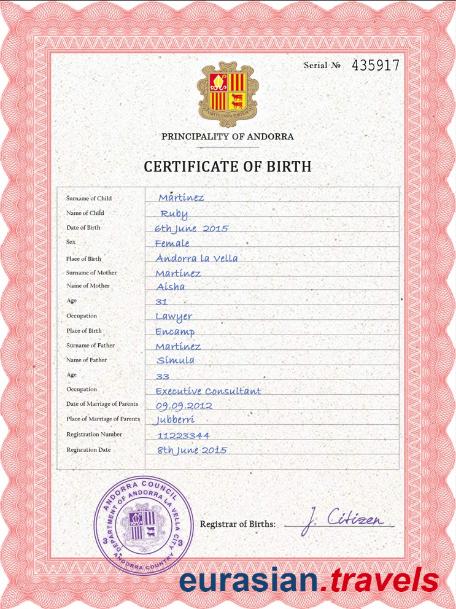 Serial № 435917
PRINCIPALITY OF ANDORRA
CERTIFICATE OF BIRTH
Surname of Child Martinez
Name of Child Ruby
Date of Birth 6th June 2015
Sex Female
Place of Birth Andorra la Vella
Surname of Mother Martinez
Name of Mother Aisha
Age 31
Occupation Lawyer
Place of Birth Encamp
Surname of Father Martinez
Name of Father Simula
Age 33
Occupation Executive Consultant
Date of Marriage of Parents 09.09.2012
Place of Marriage of Parents Jubberri
Registration Number 11223344
Regisration Date 8th June 2015
ANDORRA COUNCIL
DEPARTMENT OF ANDORRA LA VELLA CITY
ANDORRA COUNTRY
Registrar of Births: J. Citizen
eurasian.travels